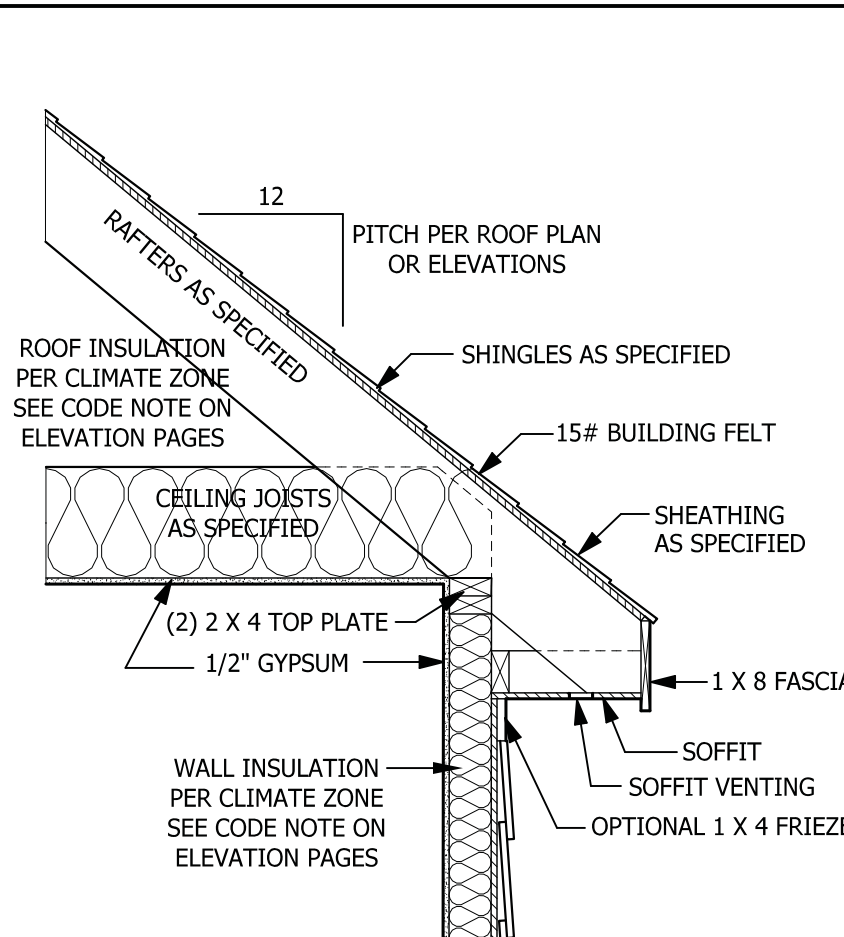 12
PITCH PER ROOF PLAN
OR ELEVATIONS
RAFTERS AS SPECIFIED
ROOF INSULATION
PER CLIMATE ZONE
SEE CODE NOTE ON
ELEVATION PAGES
SHINGLES AS SPECIFIED
15# BUILDING FELT
CEILING JOISTS
AS SPECIFIED
SHEATHING
AS SPECIFIED
(2) 2 X 4 TOP PLATE
1/2" GYPSUM
1 X 8 FASCIA
SOFFIT
SOFFIT VENTING
OPTIONAL 1 X 4 FRIEZE
WALL INSULATION
PER CLIMATE ZONE
SEE CODE NOTE ON
ELEVATION PAGES